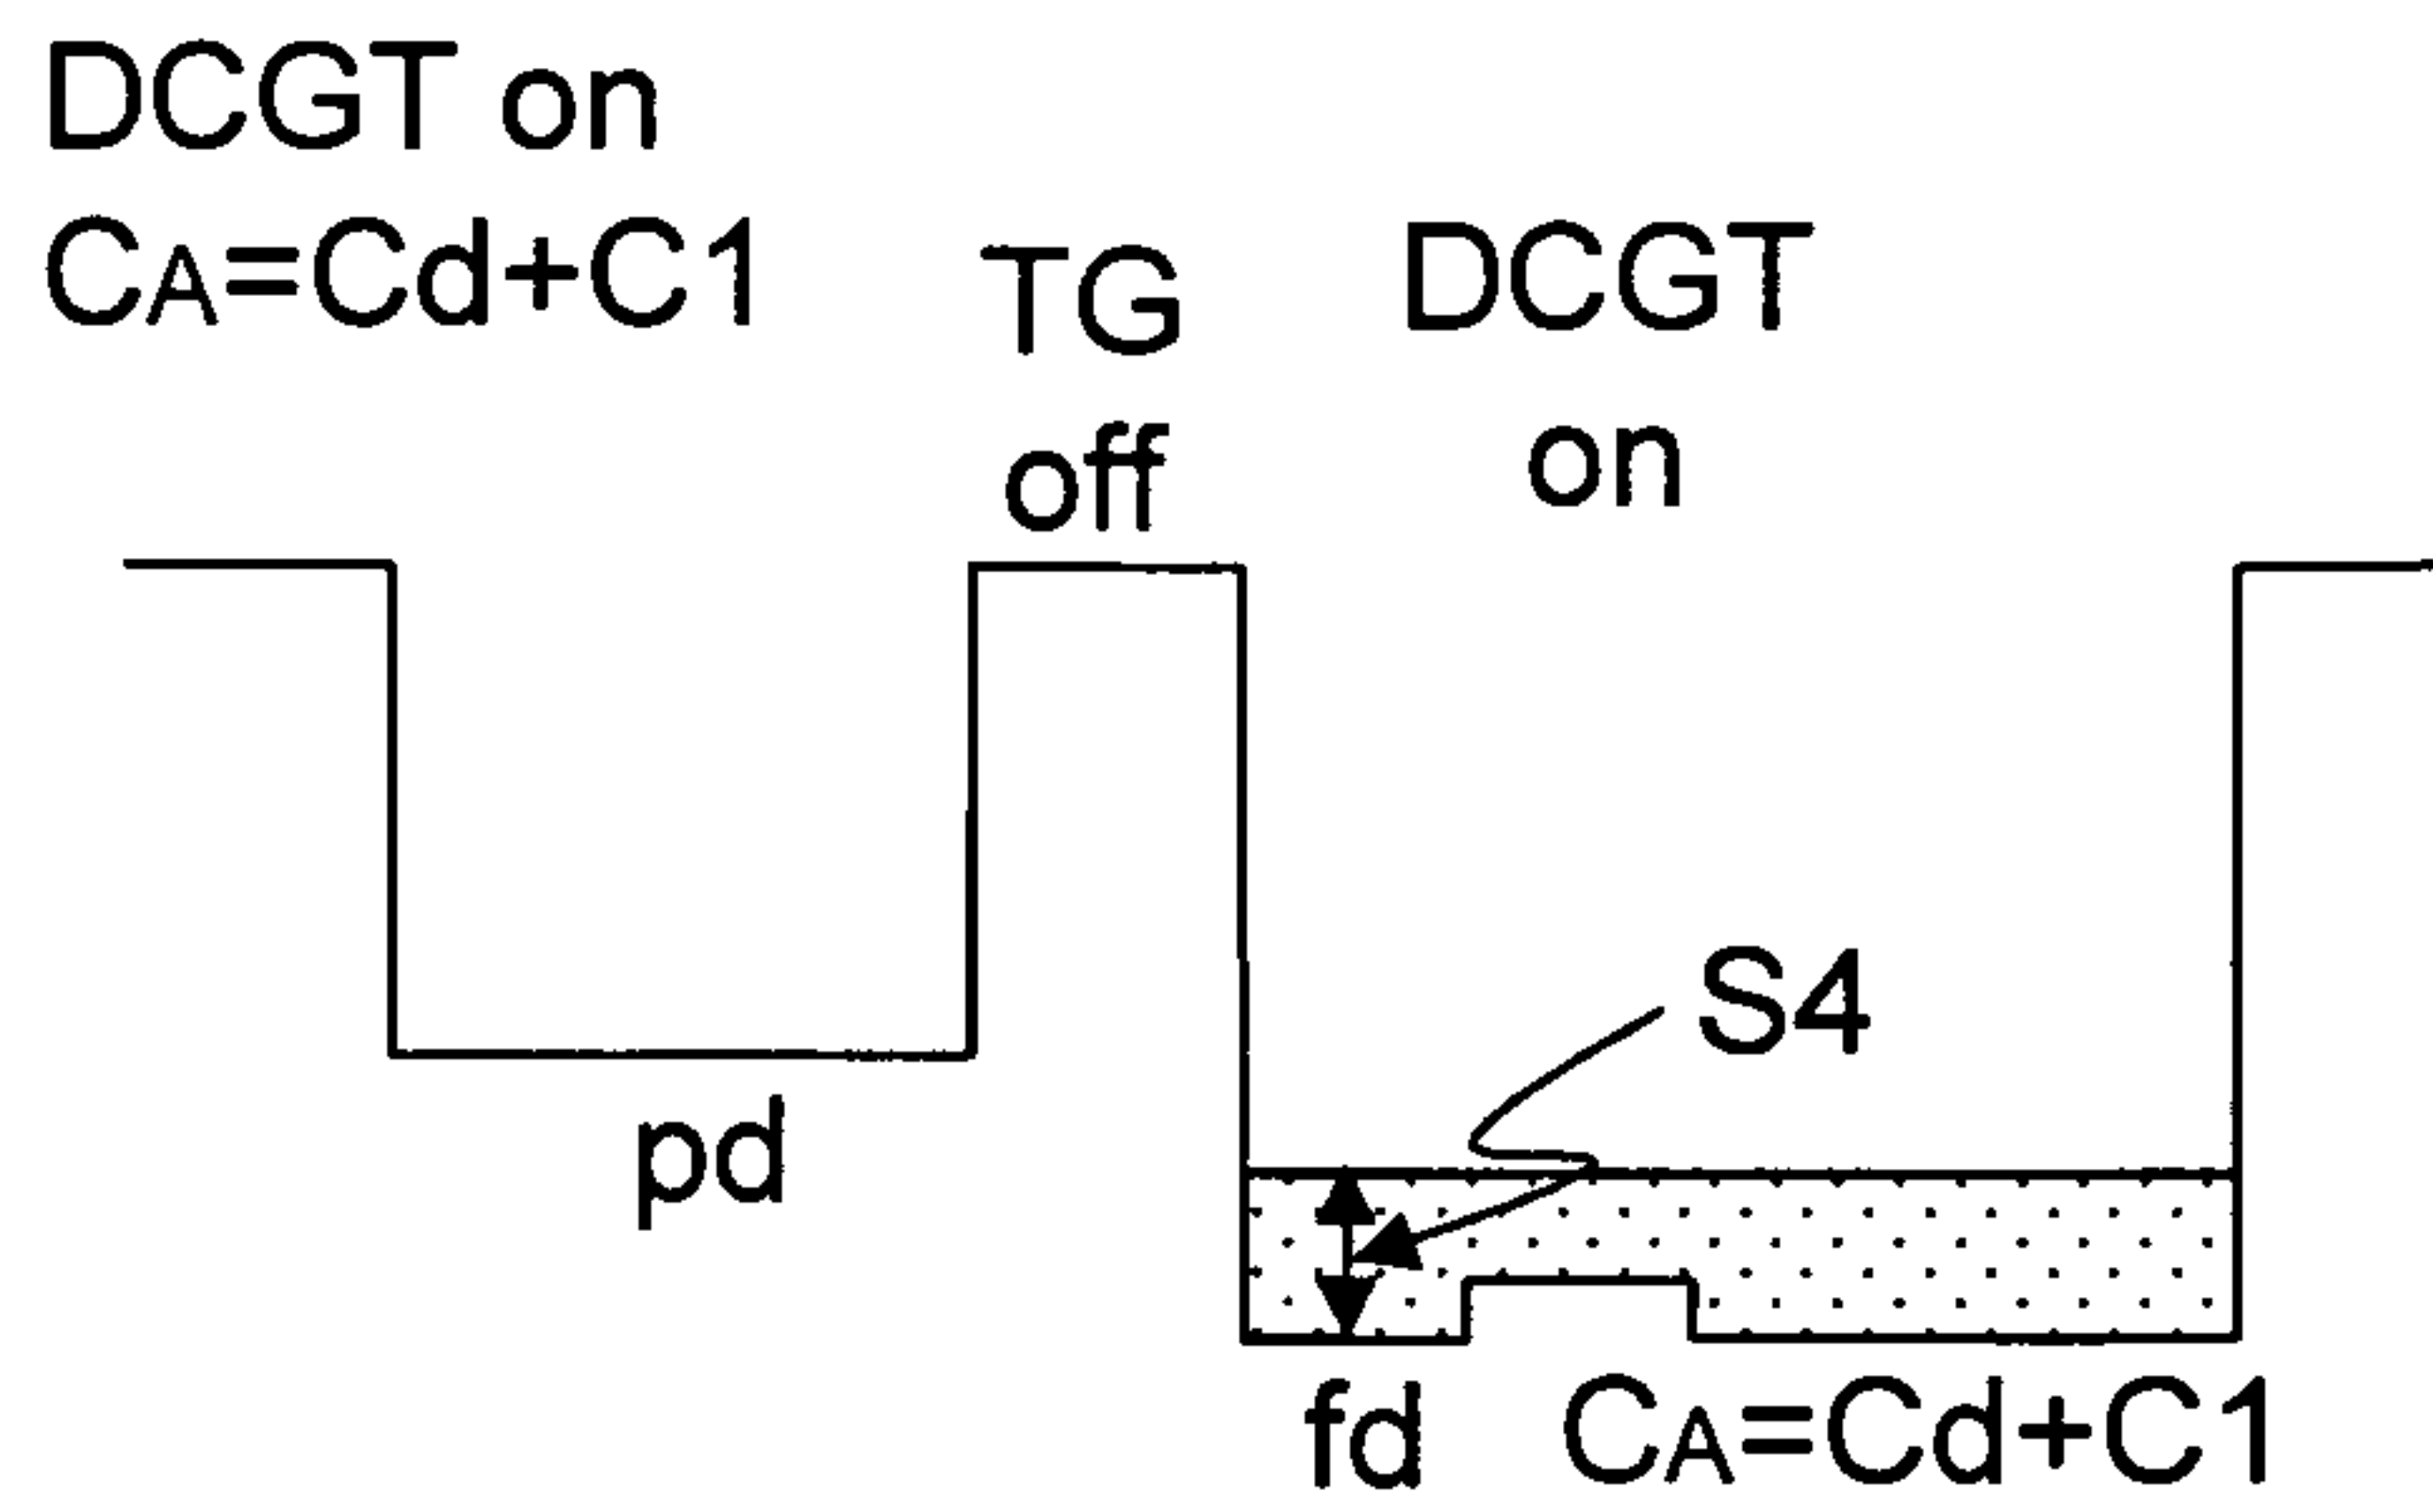 DCGT on
CA=Cd+C1
TG
off
DCGT
on
S4
pd
fd
CA=Cd+C1